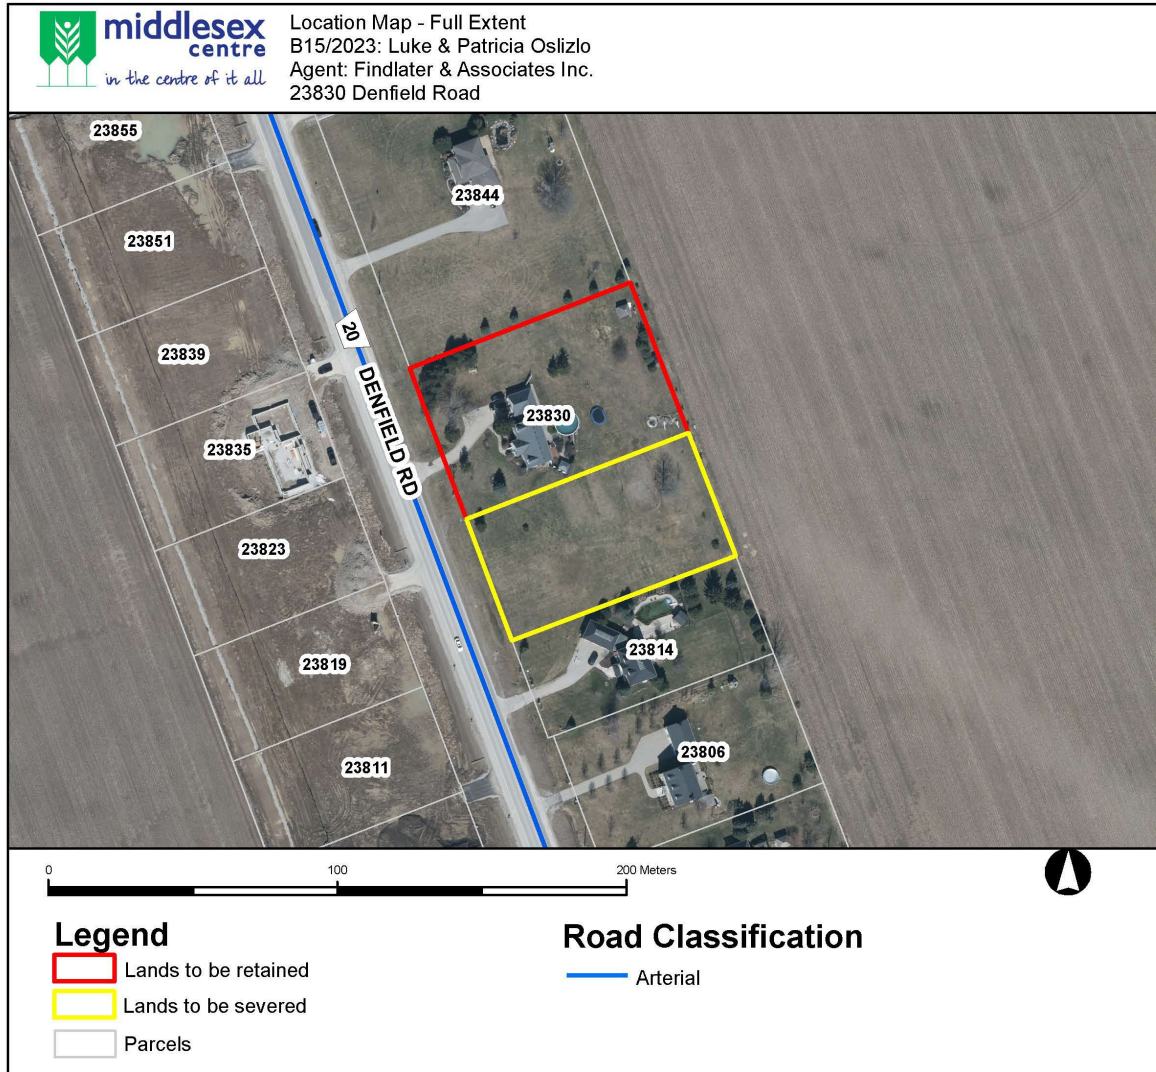 middlesex
centre
in the centre of it all
Location Map - Full Extent
B15/2023: Luke & Patricia Oslizlo
Agent: Findlater & Associates Inc.
23830 Denfield Road
23855
23844
23851
20
23839
DENFIELD RD
23830
23835
23823
23819
23814
23811
23806
0 100 200 Meters
Legend
Lands to be retained
Lands to be severed
Parcels
Road Classification
Arterial